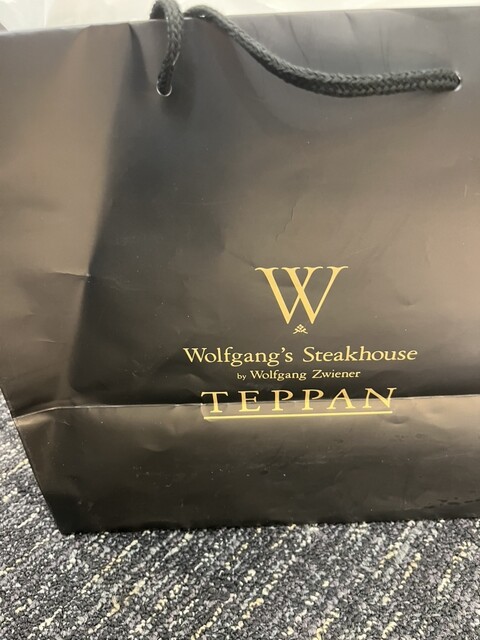 W
Wolfgang's Steakhouse
by Wolfgang Zwiener
TEPPAN